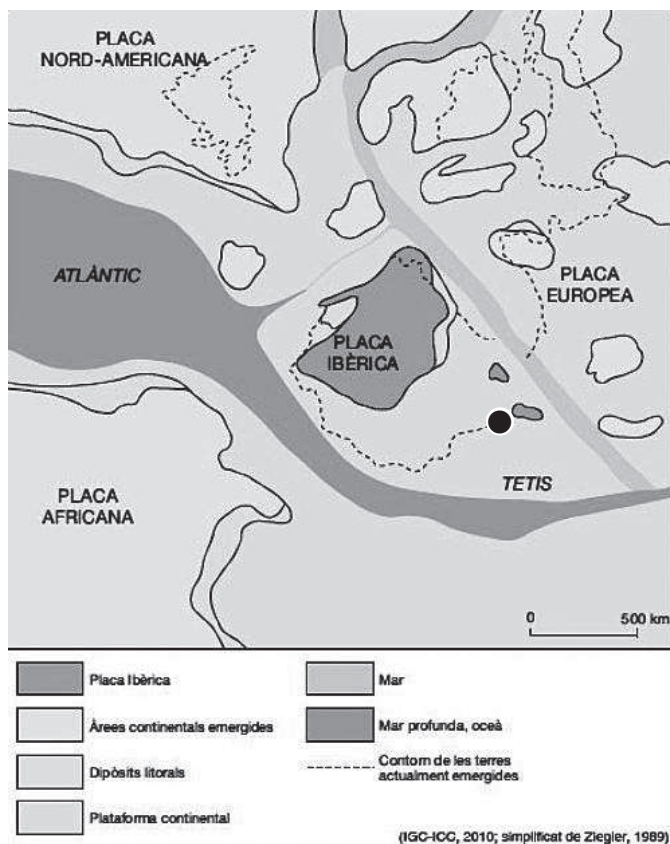 PLACA
NORD-AMERICANA
ATLÀNTIC
PLACA
EUROPEA
PLACA
IBÈRICA
PLACA
AFRICANA
TETIS
0 500 km
Placa Ibèrica
Àrees continentals emergides
Dipòsits litorals
Plataforma continental
Mar
Mar profunda, oceà
Contorn de les terres
actualment emergides
(IGC-ICC, 2010; simplificat de Ziegler, 1989)